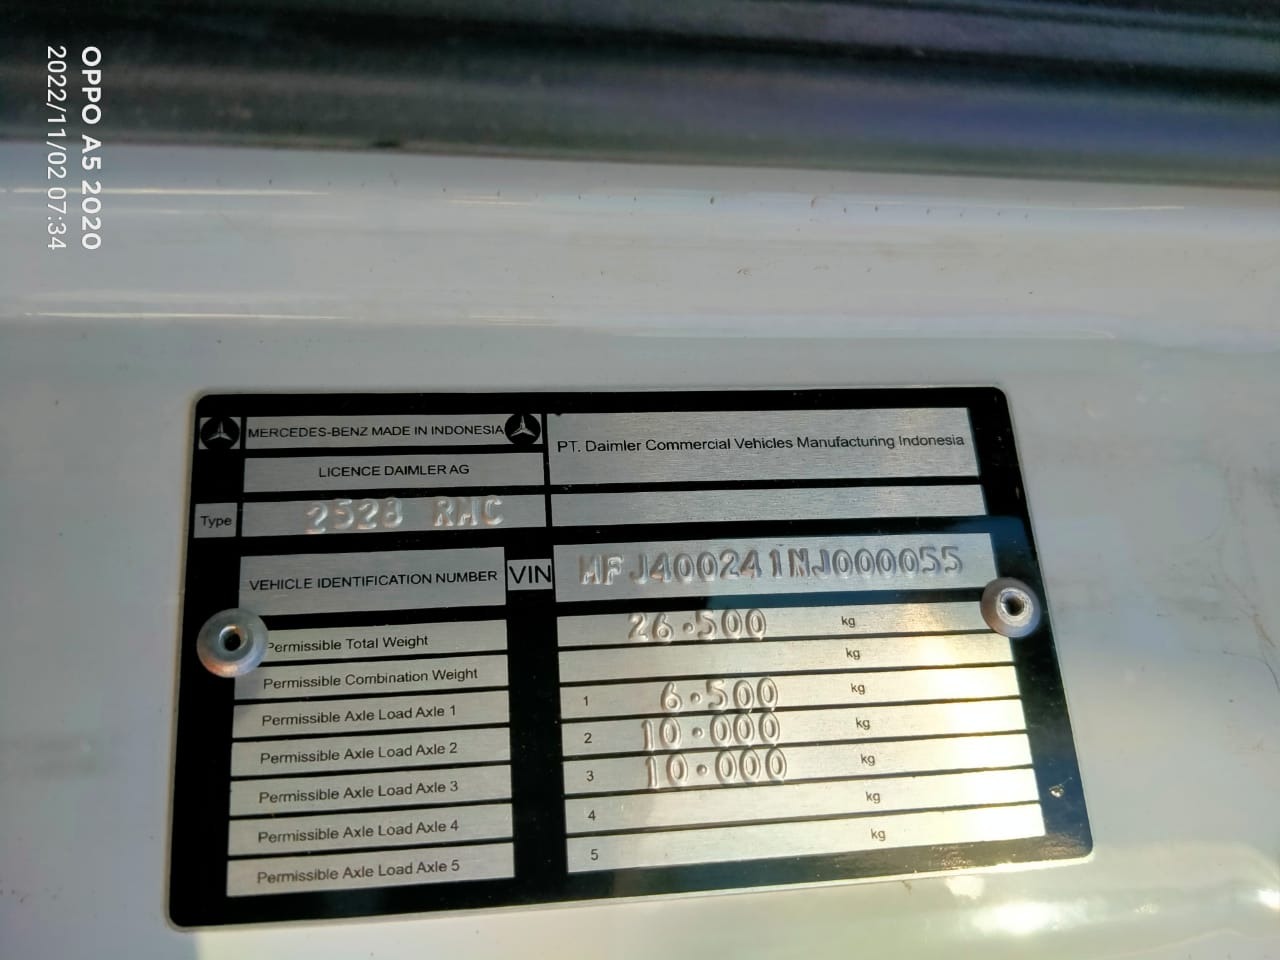 OPPO A5 2020
2022/11/02 07:34
MERCEDES-BENZ MADE IN INDONESIA
PT. Daimler Commercial Vehicles Manufacturing Indonesia
LICENCE DAIMLER AG
Type 2528 RMC
VEHICLE IDENTIFICATION NUMBER VIN MFJ400241NJ000055
Permissible Total Weight 26.500 kg
Permissible Combination Weight kg
Permissible Axle Load Axle 1 1 6.500 kg
Permissible Axle Load Axle 2 2 10.000 kg
Permissible Axle Load Axle 3 3 10.000 kg
Permissible Axle Load Axle 4 4 kg
Permissible Axle Load Axle 5 5 kg